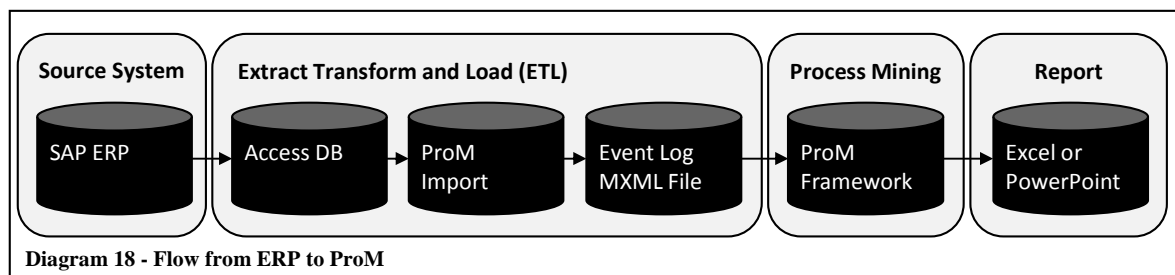 Source System
Extract Transform and Load (ETL)
Process Mining
Report
SAP ERP
Access DB
ProM
Import
Event Log
MXML File
ProM
Framework
Excel or
PowerPoint
Diagram 18 - Flow from ERP to ProM